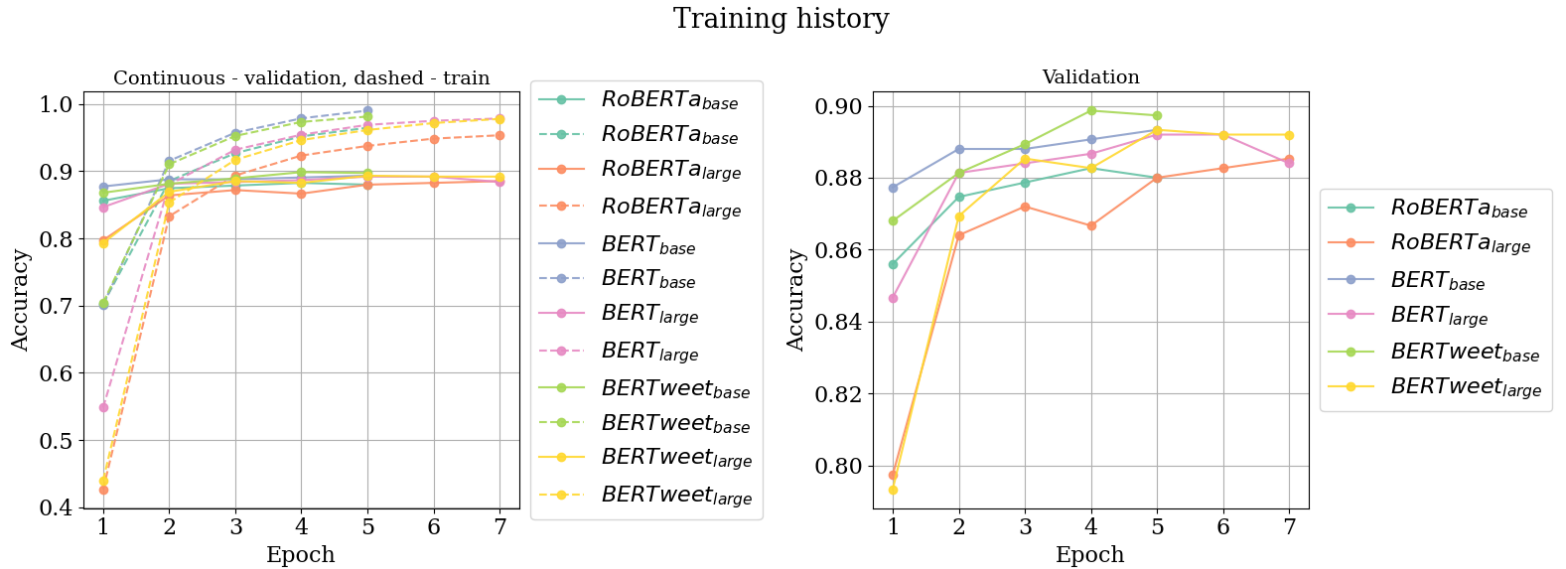 Training history
Continuous - validation, dashed - train
Accuracy
1.0
0.9
0.8
0.7
0.6
0.5
0.4
1 2 3 4 5 6 7
Epoch
RoBERTa_base
RoBERTa_base
RoBERTa_large
RoBERTa_large
BERT_base
BERT_base
BERT_large
BERT_large
BERTweet_base
BERTweet_base
BERTweet_large
BERTweet_large
Validation
Accuracy
0.90
0.88
0.86
0.84
0.82
0.80
1 2 3 4 5 6 7
Epoch
RoBERTa_base
RoBERTa_large
BERT_base
BERT_large
BERTweet_base
BERTweet_large